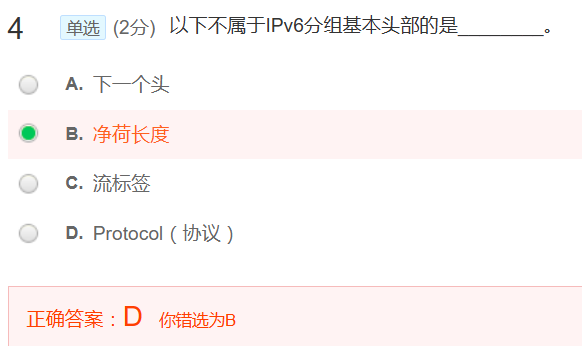 4 单选 (2分) 以下不属于IPv6分组基本头部的是________。
A. 下一个头
B. 净荷长度
C. 流标签
D. Protocol（协议）
正确答案：D 你错选为B